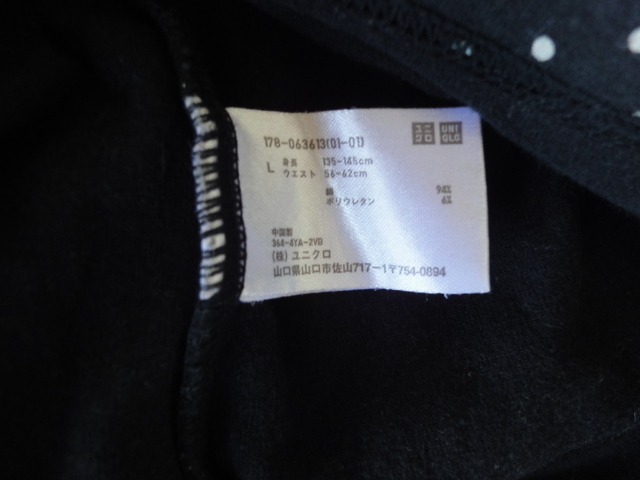 178-063613(01-01)
ユニクロ
UNIQLO
L
身長 135-145cm
ウエスト 56-62cm
綿 94%
ポリウレタン 6%
中国製
364-4YA-2VB
(株)ユニクロ
山口県山口市佐山717-1〒754-0894